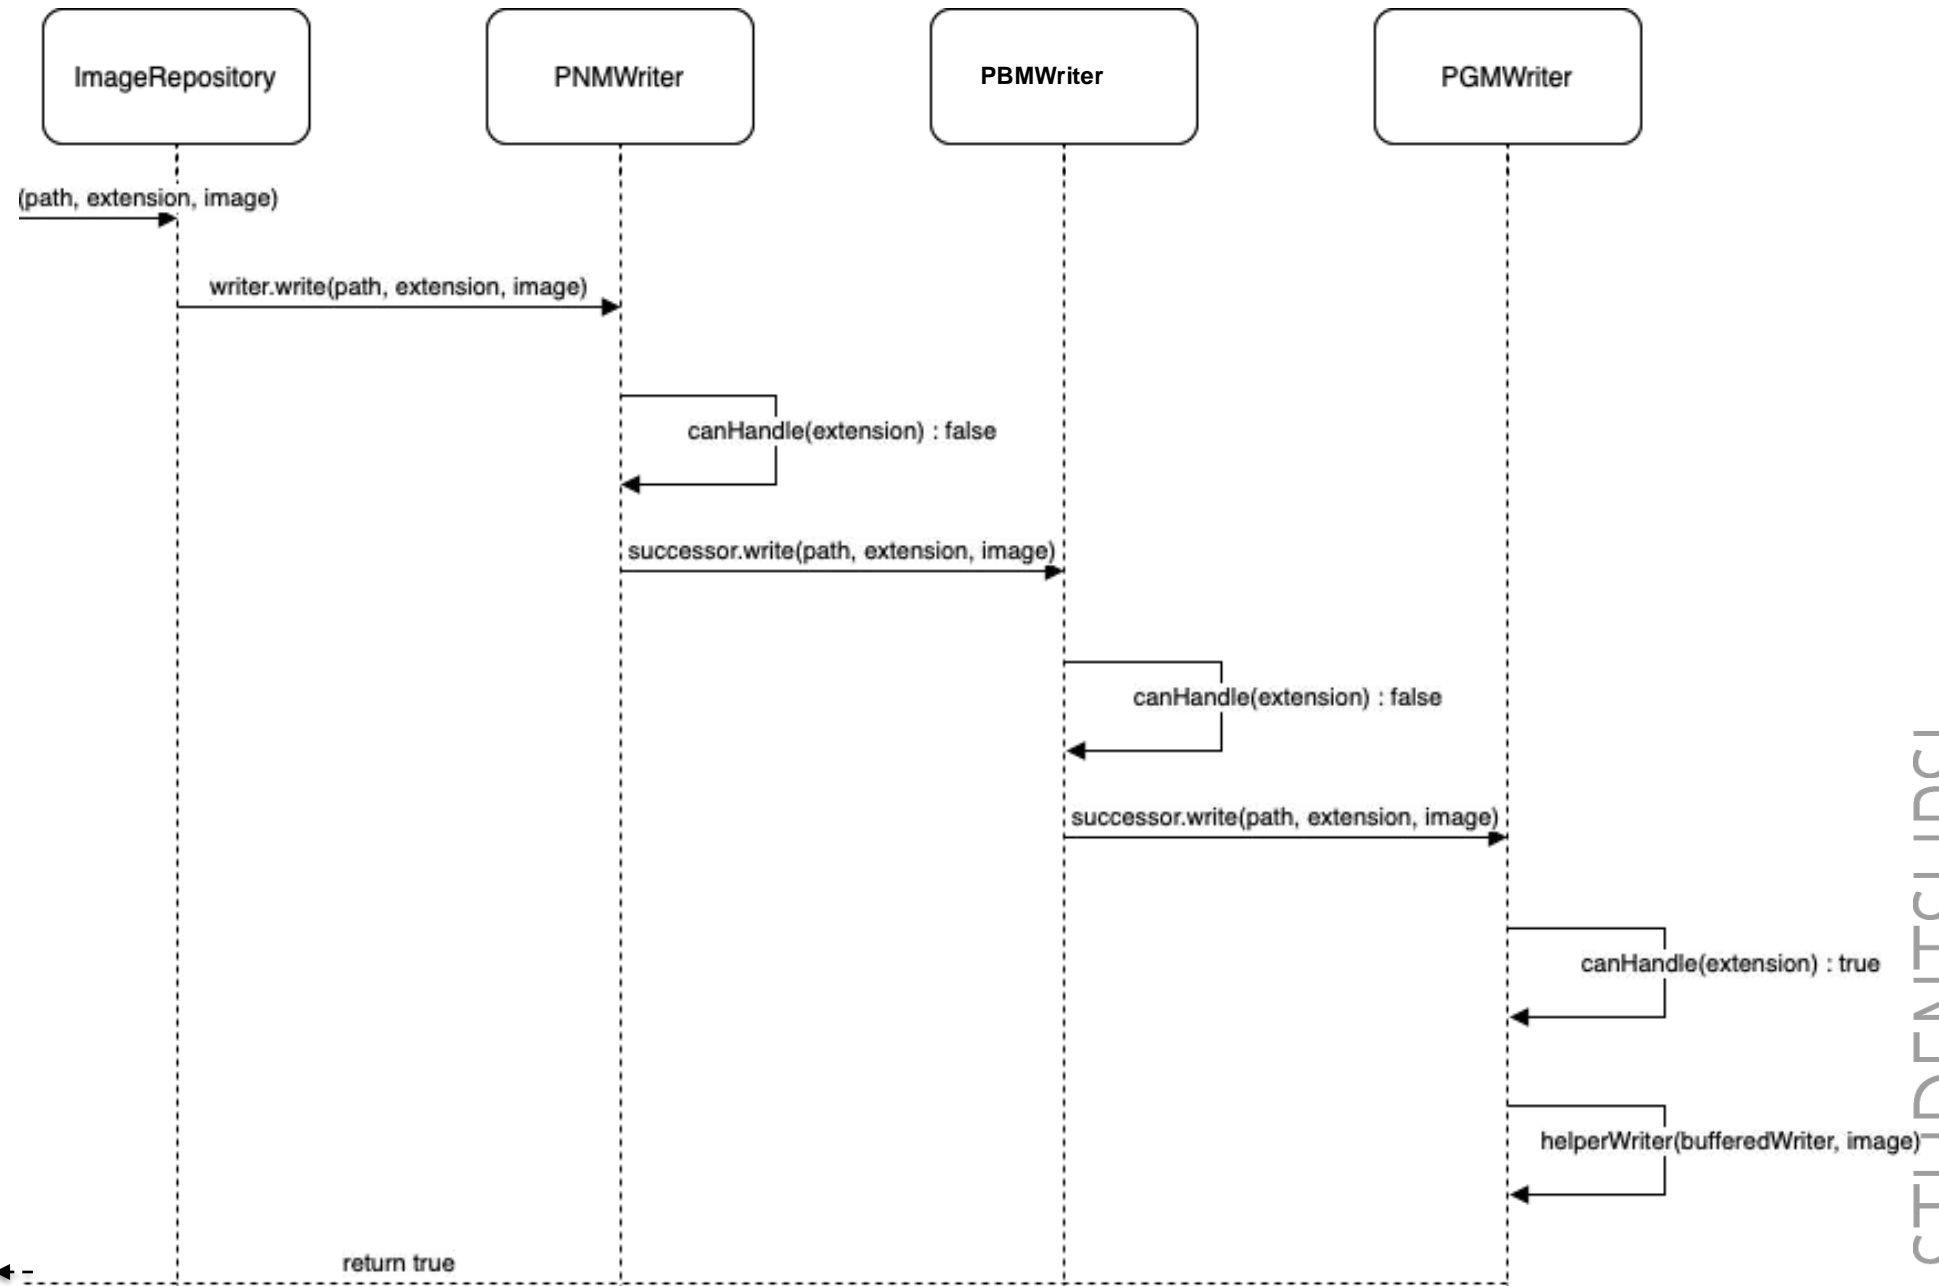 ImageRepository
PNMWriter
PBMWriter
PGMWriter
(path, extension, image)
writer.write(path, extension, image)
canHandle(extension) : false
successor.write(path, extension, image)
canHandle(extension) : false
successor.write(path, extension, image)
canHandle(extension) : true
helperWriter(bufferedWriter, image)
return true